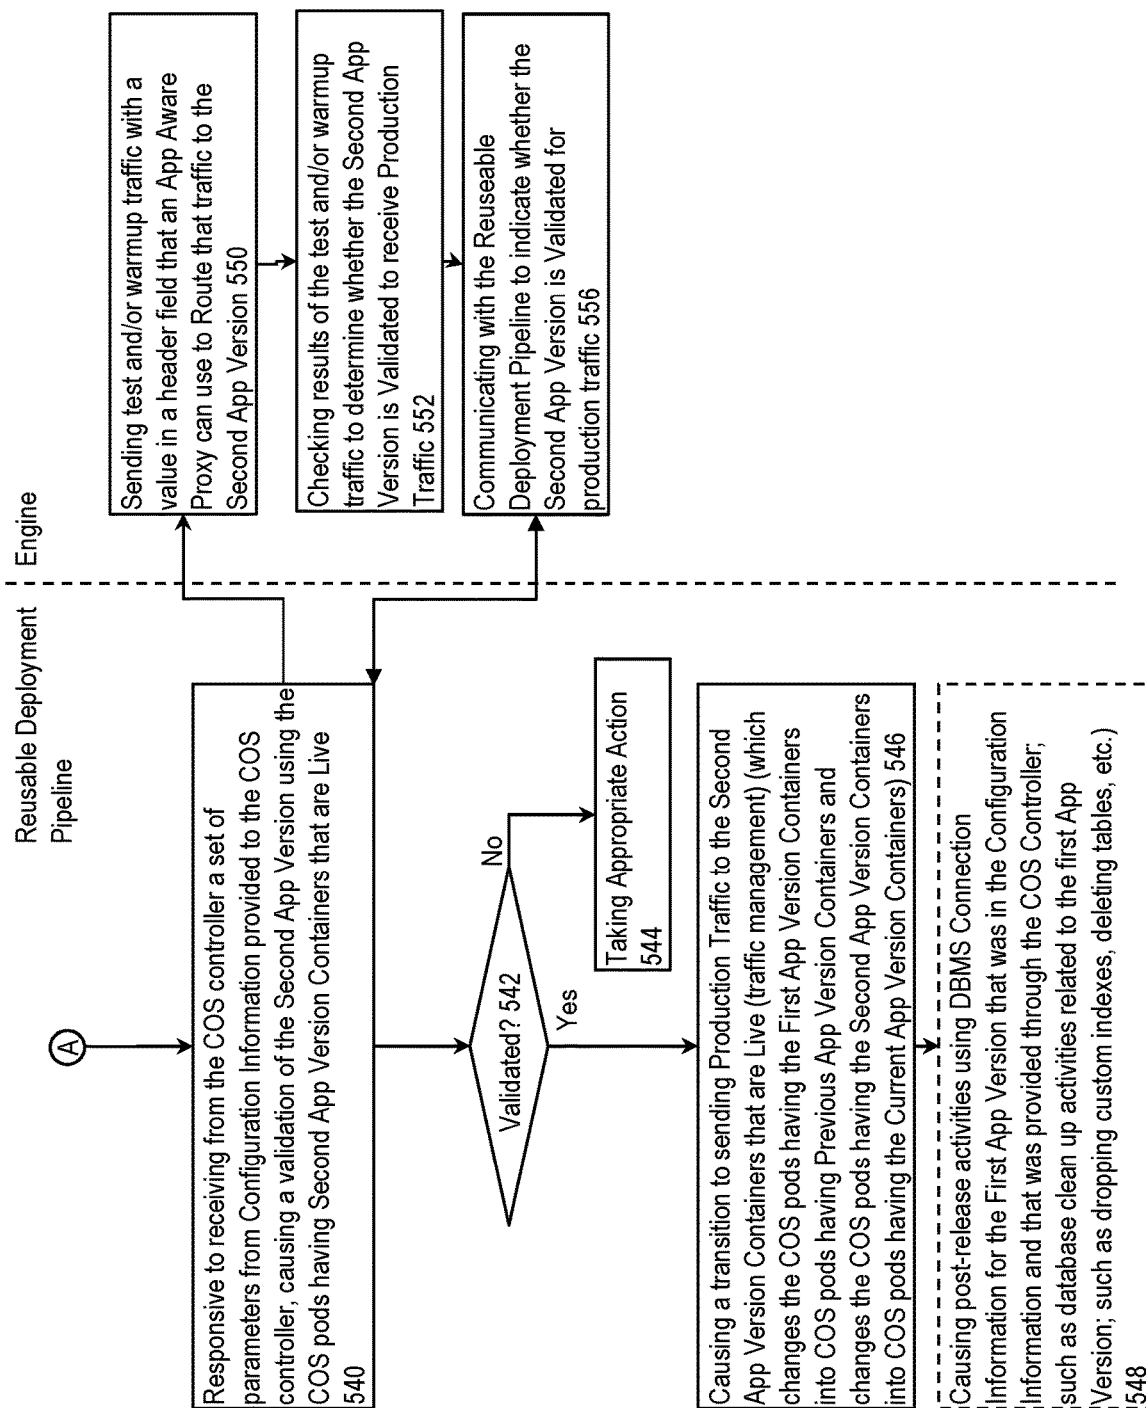 Reusable Deployment
Pipeline
Engine
A
Responsive to receiving from the COS controller a set of
parameters from Configuration Information provided to the COS
controller, causing a validation of the Second App Version using the
COS pods having Second App Version Containers that are Live
540
Validated? 542
No
Yes
Taking Appropriate Action
544
Causing a transition to sending Production Traffic to the Second
App Version Containers that are Live (traffic management) (which
changes the COS pods having the First App Version Containers
into COS pods having Previous App Version Containers and
changes the COS pods having the Second App Version Containers
into COS pods having the Current App Version Containers) 546
Causing post-release activities using DBMS Connection
Information for the First App Version that was in the Configuration
Information and that was provided through the COS Controller;
such as database clean up activities related to the first App
Version; such as dropping custom indexes, deleting tables, etc.)
548
Sending test and/or warmup traffic with a
value in a header field that an App Aware
Proxy can use to Route that traffic to the
Second App Version 550
Checking results of the test and/or warmup
traffic to determine whether the Second App
Version is Validated to receive Production
Traffic 552
Communicating with the Reuseable
Deployment Pipeline to indicate whether the
Second App Version is Validated for
production traffic 556